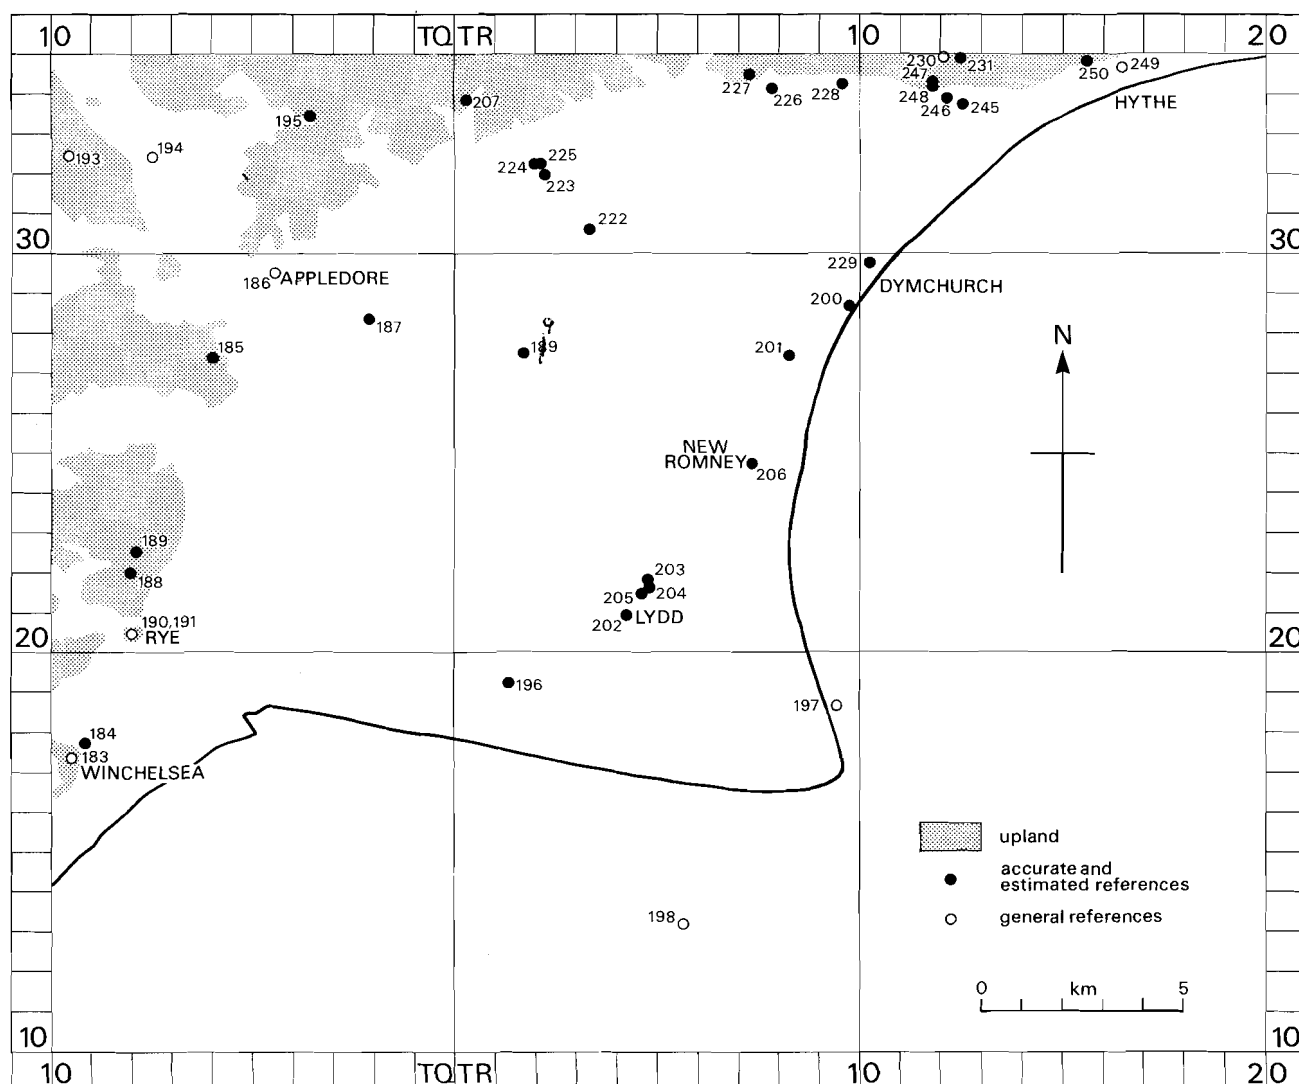 10 TQ TR 10 20
230 231 250 249
227 226 228 247 248 246 245
HYTHE
207
195
193 194
224 225
223
222
30 30
229
186 APPLEDORE
DYMCHURCH
200
187
N
185 189 201
NEW
ROMNEY
206
189
188
203
204
205
190,191
RYE
202 LYDD
20 20
196
197
184
183
WINCHELSEA
upland
accurate and
estimated references
general references
198
0 km 5
10 10
10 TQ TR 10 20